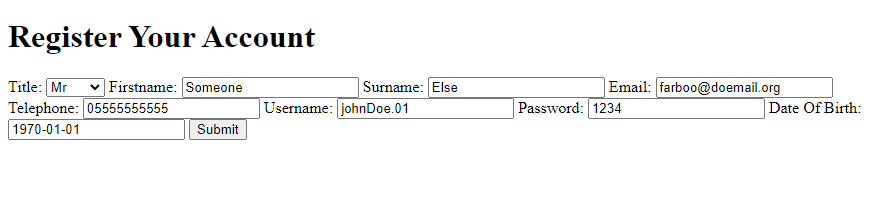 Register Your Account
Title: Mr Firstname: Someone Surname: Else Email: farboo@doemail.org
Telephone: 05555555555 Username: johnDoe.01 Password: 1234 Date Of Birth:
1970-01-01 Submit